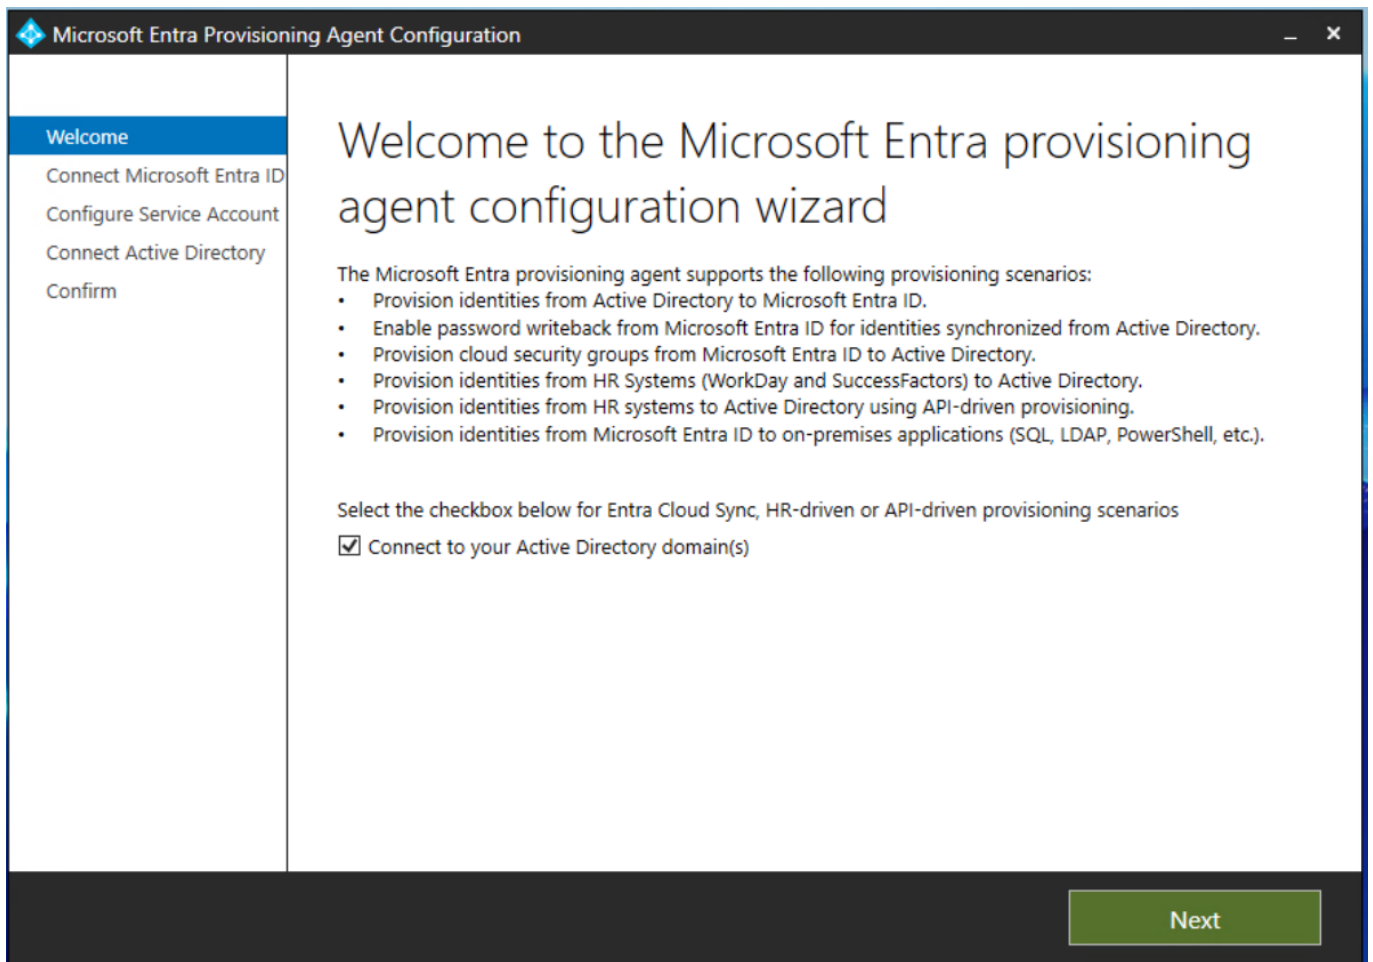 Microsoft Entra Provisioning Agent Configuration
Welcome
Connect Microsoft Entra ID
Configure Service Account
Connect Active Directory
Confirm
Welcome to the Microsoft Entra provisioning
agent configuration wizard
The Microsoft Entra provisioning agent supports the following provisioning scenarios:
• Provision identities from Active Directory to Microsoft Entra ID.
• Enable password writeback from Microsoft Entra ID for identities synchronized from Active Directory.
• Provision cloud security groups from Microsoft Entra ID to Active Directory.
• Provision identities from HR Systems (WorkDay and SuccessFactors) to Active Directory.
• Provision identities from HR systems to Active Directory using API-driven provisioning.
• Provision identities from Microsoft Entra ID to on-premises applications (SQL, LDAP, PowerShell, etc.).
Select the checkbox below for Entra Cloud Sync, HR-driven or API-driven provisioning scenarios
Connect to your Active Directory domain(s)
Next